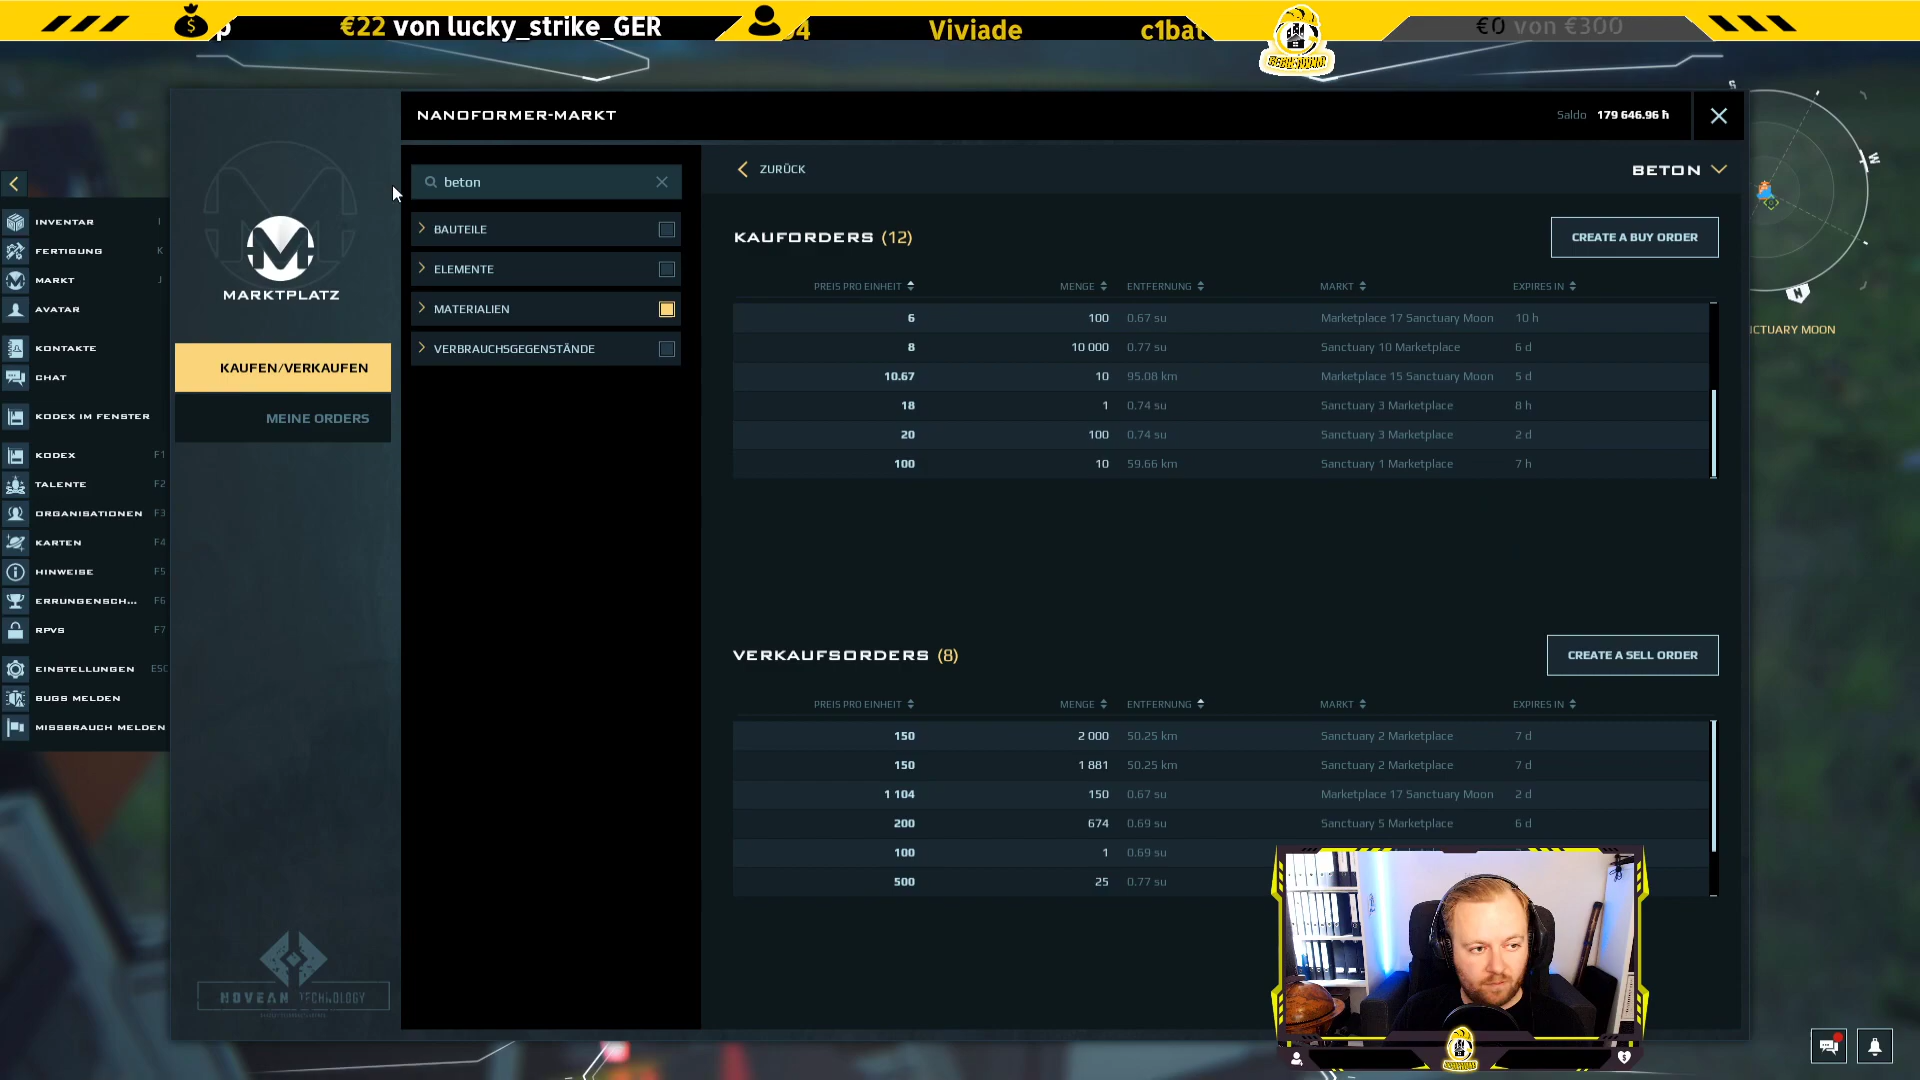 p
€22 von lucky_strike_GER
Viviade
c1bat
€0 von €300
NANOFORMER-MARKT
Saldo 179 646.96 ħ
beton
ZURÜCK
BETON
BAUTEILE
ELEMENTE
MATERIALIEN
VERBRAUCHSGEGENSTÄNDE
MARKTPLATZ
KAUFEN/VERKAUFEN
MEINE ORDERS
INVENTAR I
FERTIGUNG K
MARKT J
AVATAR
KONTAKTE
CHAT
KODEX IM FENSTER
KODEX F1
TALENTE F2
ORGANISATIONEN F3
KARTEN F4
HINWEISE F5
ERRUNGENSCH... F6
RPVS F7
EINSTELLUNGEN ESC
BUGS MELDEN
MISSBRAUCH MELDEN
KAUFORDERS (12)
CREATE A BUY ORDER
PREIS PRO EINHEIT MENGE ENTFERNUNG MARKT EXPIRES IN
6 100 0.67 su Marketplace 17 Sanctuary Moon 10 h
8 10 000 0.77 su Sanctuary 10 Marketplace 6 d
10.67 10 95.08 km Marketplace 15 Sanctuary Moon 5 d
18 1 0.74 su Sanctuary 3 Marketplace 8 h
20 100 0.74 su Sanctuary 3 Marketplace 2 d
100 10 59.66 km Sanctuary 1 Marketplace 7 h
VERKAUFSORDERS (8)
CREATE A SELL ORDER
PREIS PRO EINHEIT MENGE ENTFERNUNG MARKT EXPIRES IN
150 2 000 50.25 km Sanctuary 2 Marketplace 7 d
150 1 881 50.25 km Sanctuary 2 Marketplace 7 d
1 104 150 0.67 su Marketplace 17 Sanctuary Moon 2 d
200 674 0.69 su Sanctuary 5 Marketplace 6 d
100 1 0.69 su
500 25 0.77 su
S
W
N
CTUARY MOON
NOVEAN TECHNOLOGY